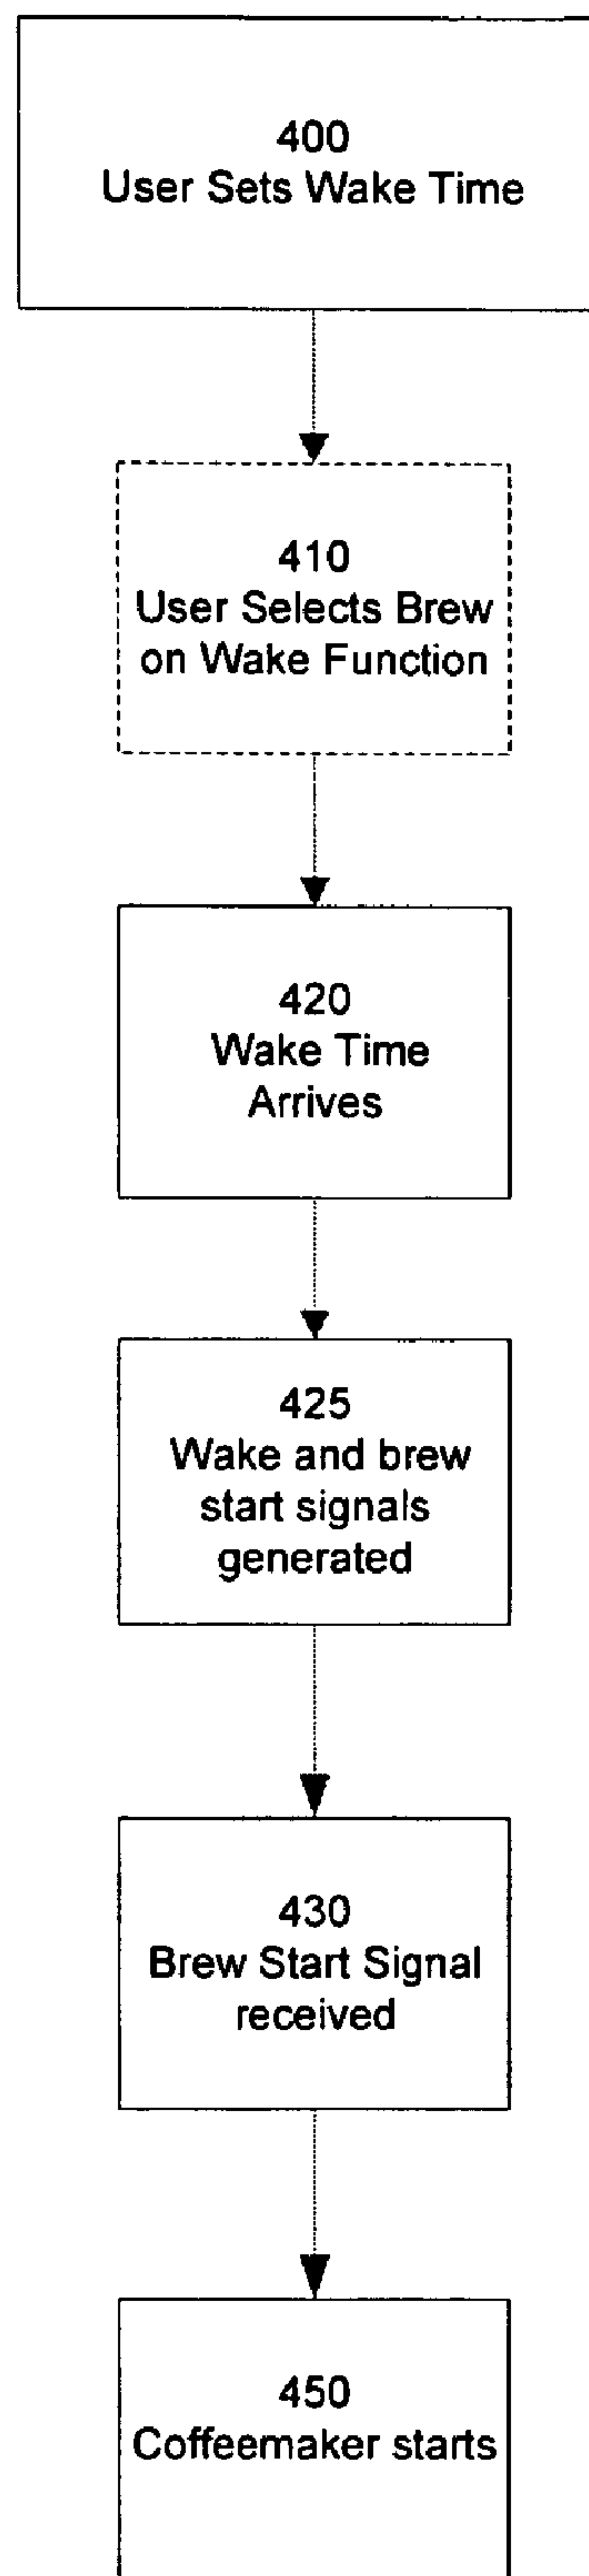 400
User Sets Wake Time
410
User Selects Brew
on Wake Function
420
Wake Time
Arrives
425
Wake and brew
start signals
generated
430
Brew Start Signal
received
450
Coffeemaker starts